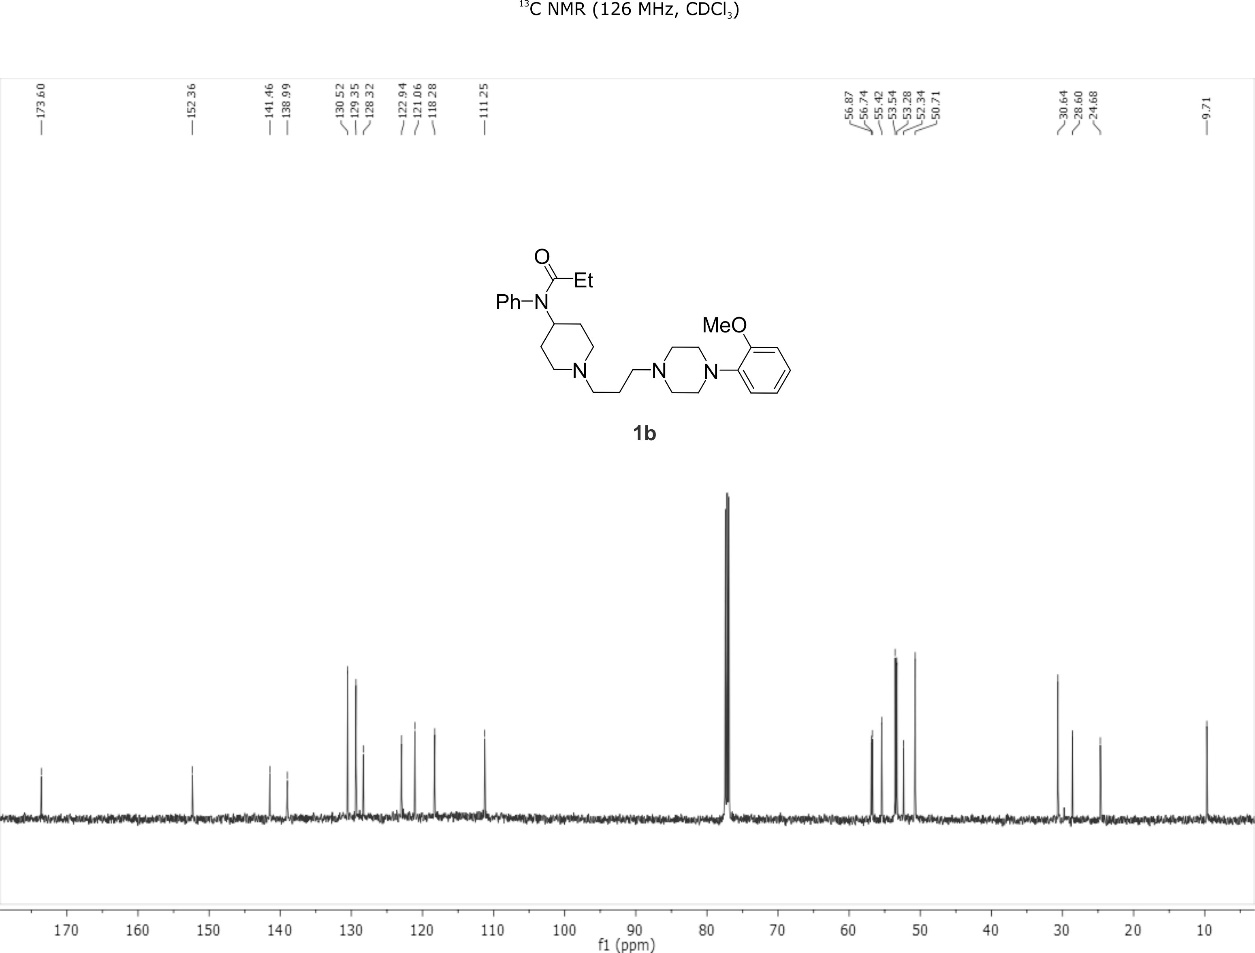 ¹³C NMR (126 MHz, CDCl₃)
173.60
152.36
141.46
138.99
130.52
129.35
128.32
122.94
121.06
118.28
111.25
56.87
56.74
55.42
53.54
53.28
52.34
50.71
30.64
28.60
24.68
9.71
O
Et
Ph
N
MeO
N
N
N
1b
170 160 150 140 130 120 110 100 90 80 70 60 50 40 30 20 10
f1 (ppm)